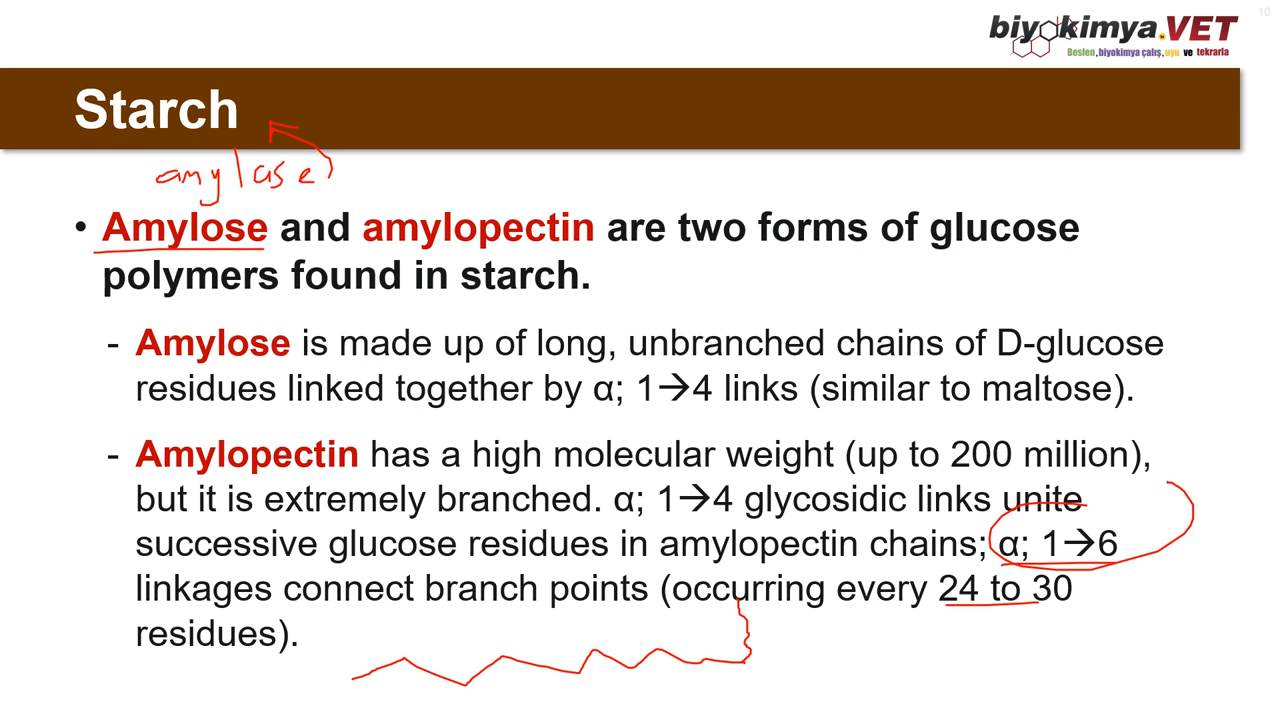 10
biyokimya.VET
Beslen,biyokimya çalış,uyu ve tekrarla
Starch
amylase
• Amylose and amylopectin are two forms of glucose
polymers found in starch.
- Amylose is made up of long, unbranched chains of D-glucose
residues linked together by α; 1→4 links (similar to maltose).
- Amylopectin has a high molecular weight (up to 200 million),
but it is extremely branched. α; 1→4 glycosidic links unite
successive glucose residues in amylopectin chains; α; 1→6
linkages connect branch points (occurring every 24 to 30
residues).